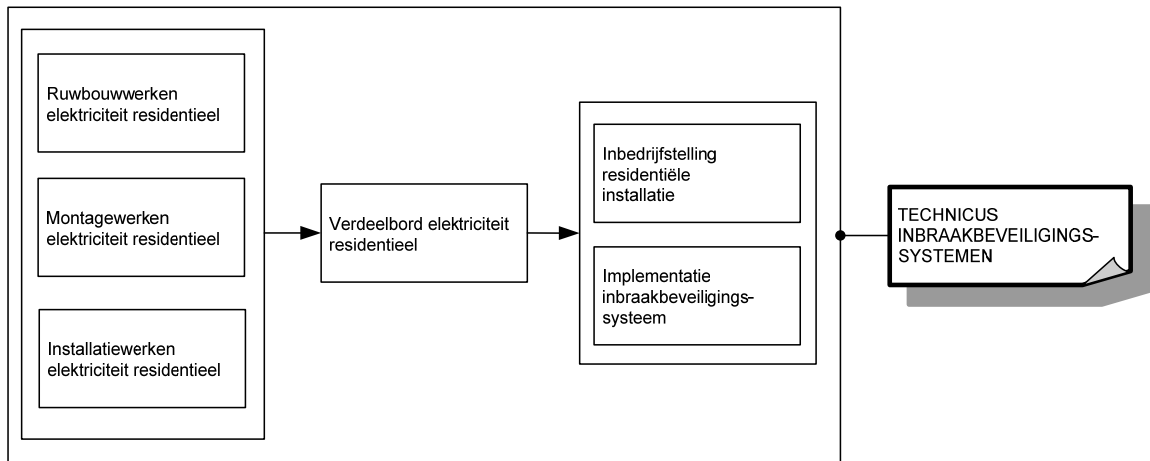 Ruwbouwwerken
elektriciteit residentieel
Montagewerken
elektriciteit residentieel
Installatiewerken
elektriciteit residentieel
Verdeelbord elektriciteit
residentieel
Inbedrijfstelling
residentiële
installatie
Implementatie
inbraakbeveiligings-
systeem
TECHNICUS
INBRAAKBEVEILIGINGS-
SYSTEMEN